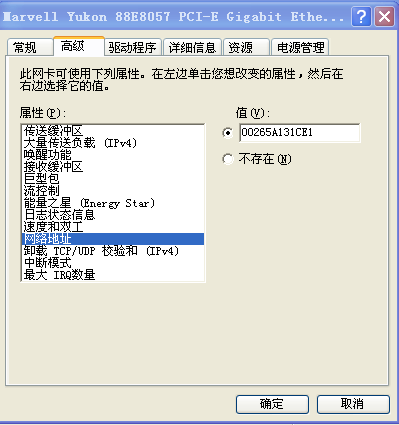 Marvell Yukon 88E8057 PCI-E Gigabit Ethe...
常规
高级
驱动程序
详细信息
资源
电源管理
此网卡可使用下列属性。在左边单击您想改变的属性，然后在
右边选择它的值。
属性(P):
值(V):
传送缓冲区
大量传送负载 (IPv4)
唤醒功能
接收缓冲区
巨型包
流控制
能量之星 (Energy Star)
日志状态信息
速度和双工
网络地址
卸载 TCP/UDP 校验和 (IPv4)
中断模式
最大 IRQ数量
00265A131CE1
不存在(N)
确定
取消